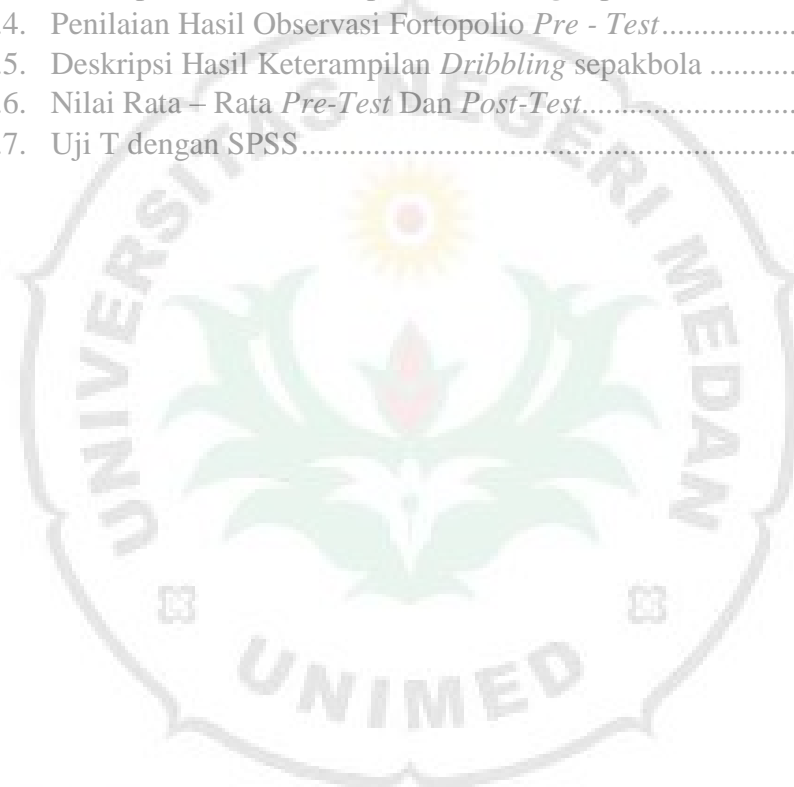 .4. Penilaian Hasil Observasi Fortopolio Pre - Test..................
.5. Deskripsi Hasil Keterampilan Dribbling sepakbola ...........
.6. Nilai Rata – Rata Pre-Test Dan Post-Test...........................
.7. Uji T dengan SPSS..............................................................
UNIVERSITAS NEGERI MEDAN
UNIMED